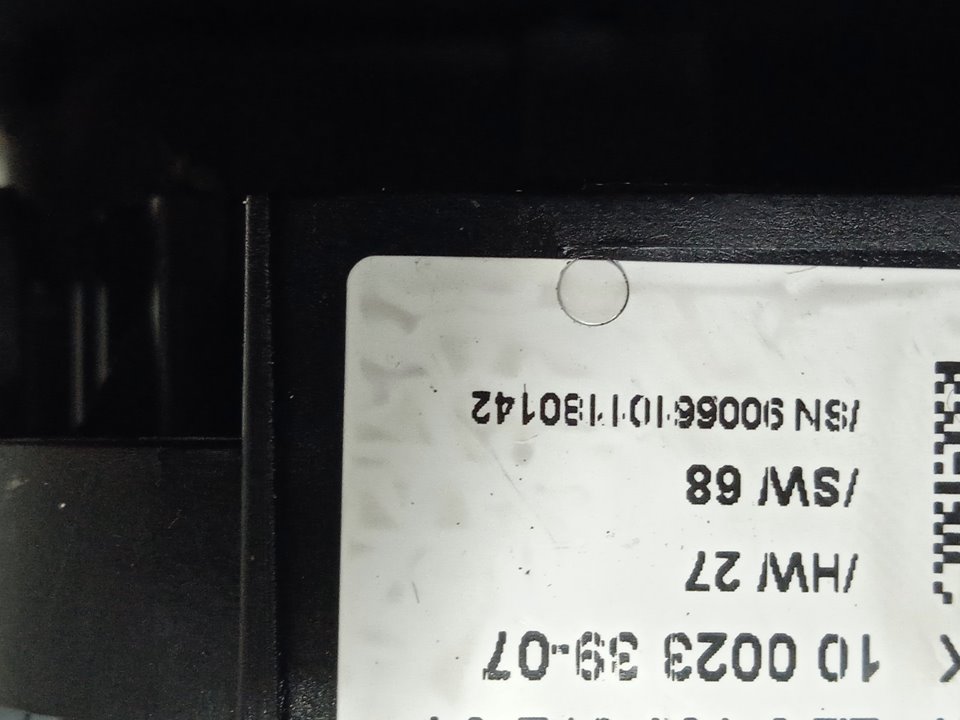 K 10 0023 39-07
/HW 27
/SW 68
/SN 90066101130142